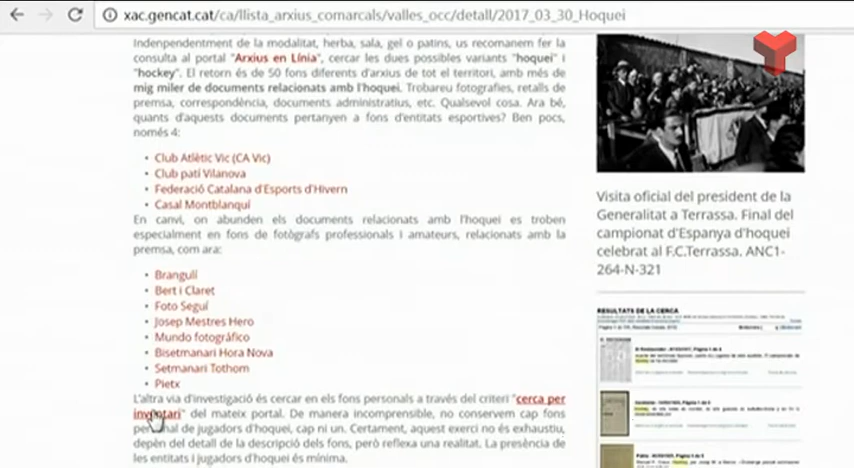 xac.gencat.cat/ca/llista_arxius_comarcals/valles_occ/detall/2017_03_30_Hoquei
Independentment de la modalitat, herba, sala, gel o patins, us recomanem fer la
consulta al portal "Arxius en Línia", cercar les dues possibles variants "hoquei" i
"hockey". El retorn és de 50 fons diferents d'arxius de tot el territori, amb més de
mig miler de documents relacionats amb l'hoquei. Trobareu fotografies, retalls de
premsa, correspondència, documents administratius, etc. Qualsevol cosa. Ara bé,
quants d'aquests documents pertanyen a fons d'entitats esportives? Ben pocs,
només 4:
• Club Atlètic Vic (CA Vic)
• Club patí Vilanova
• Federació Catalana d'Esports d'Hivern
• Casal Montblanquí
En canvi, on abunden els documents relacionats amb l'hoquei es troben
especialment en fons de fotògrafs professionals i amateurs, relacionats amb la
premsa, com ara:
• Brangulí
• Bert i Claret
• Foto Seguí
• Josep Mestres Hero
• Mundo fotográfico
• Bisetmanari Hora Nova
• Setmanari Tothom
• Pietx
L'altra via d'investigació és cercar en els fons personals a través del criteri "cerca per
inventari" del mateix portal. De manera incomprensible, no conservem cap fons
personal de jugadors d'hoquei, cap ni un. Certament, aquest exercici no és exhaustiu,
depèn del detall de la descripció dels fons, però reflexa una realitat. La presència de
les entitats i jugadors d'hoquei és mínima.
Visita oficial del president de la
Generalitat a Terrassa. Final del
campionat d'Espanya d'hoquei
celebrat al F.C.Terrassa. ANC1-
264-N-321
RESULTATS DE LA CERCA